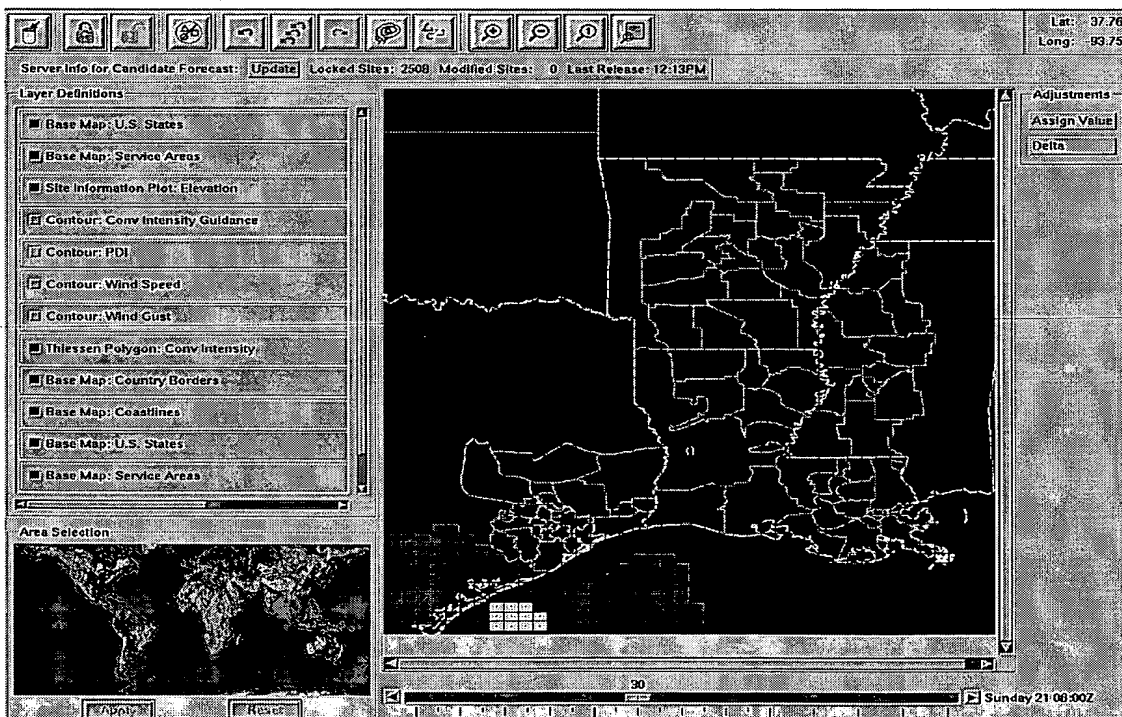 Lat: 37.76
Long: -93.75
Server Info for Candidate Forecast: Update Locked Sites: 2508 Modified Sites: 0 Last Release: 12:13PM
Layer Definitions
Base Map: U.S. States
Base Map: Service Areas
Site Information Plot: Elevation
Contour: Conv Intensity Guidance
Contour: PDI
Contour: Wind Speed
Contour: Wind Gust
Thiessen Polygon: Conv Intensity
Base Map: Country Borders
Base Map: Coastlines
Base Map: U.S. States
Base Map: Service Areas
Adjustments
Assign Value
Delta
0
Area Selection
Apply
Reset
30
Sunday 21:08:00Z